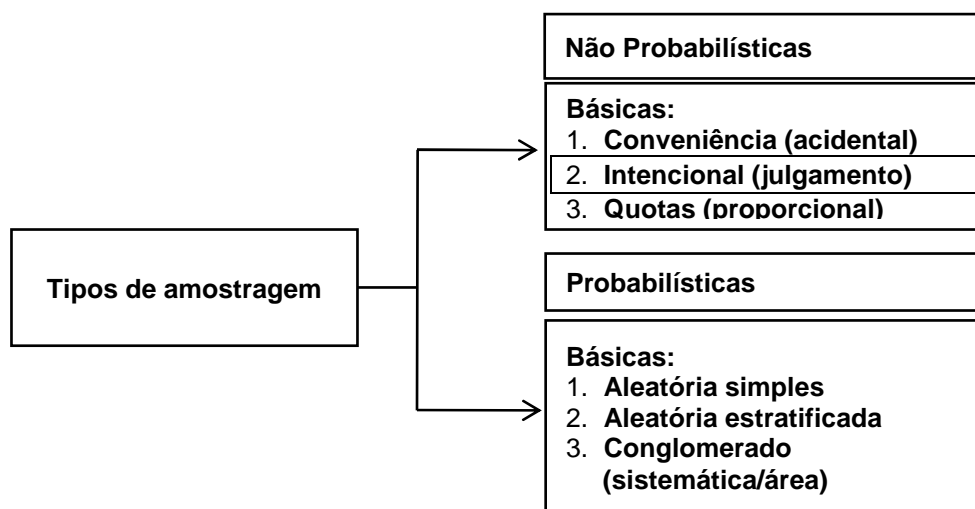 Não Probabilísticas
Básicas:
1. Conveniência (acidental)
2. Intencional (julgamento)
3. Quotas (proporcional)
Tipos de amostragem
Probabilísticas
Básicas:
1. Aleatória simples
2. Aleatória estratificada
3. Conglomerado
(sistemática/área)